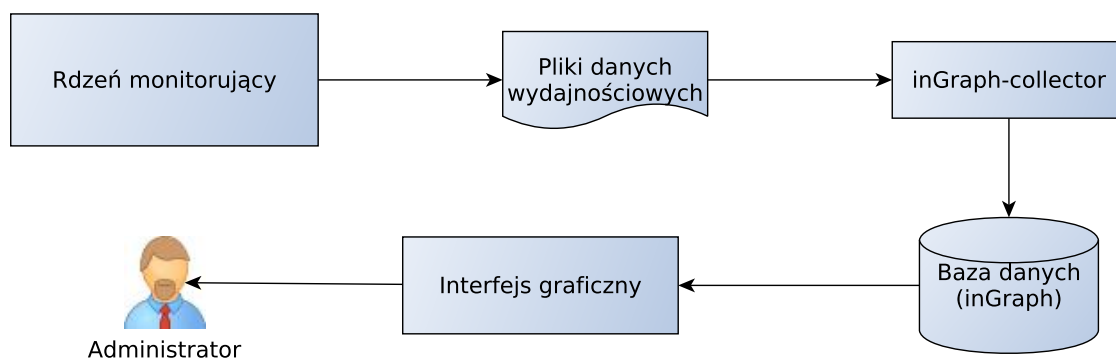 Rdzeń monitorujący
Pliki danych
wydajnościowych
inGraph-collector
Baza danych
(inGraph)
Interfejs graficzny
Administrator